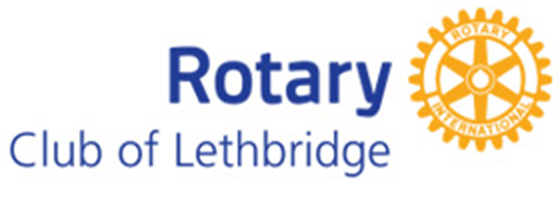 Rotary
Club of Lethbridge
ROTARY
INTERNATIONAL